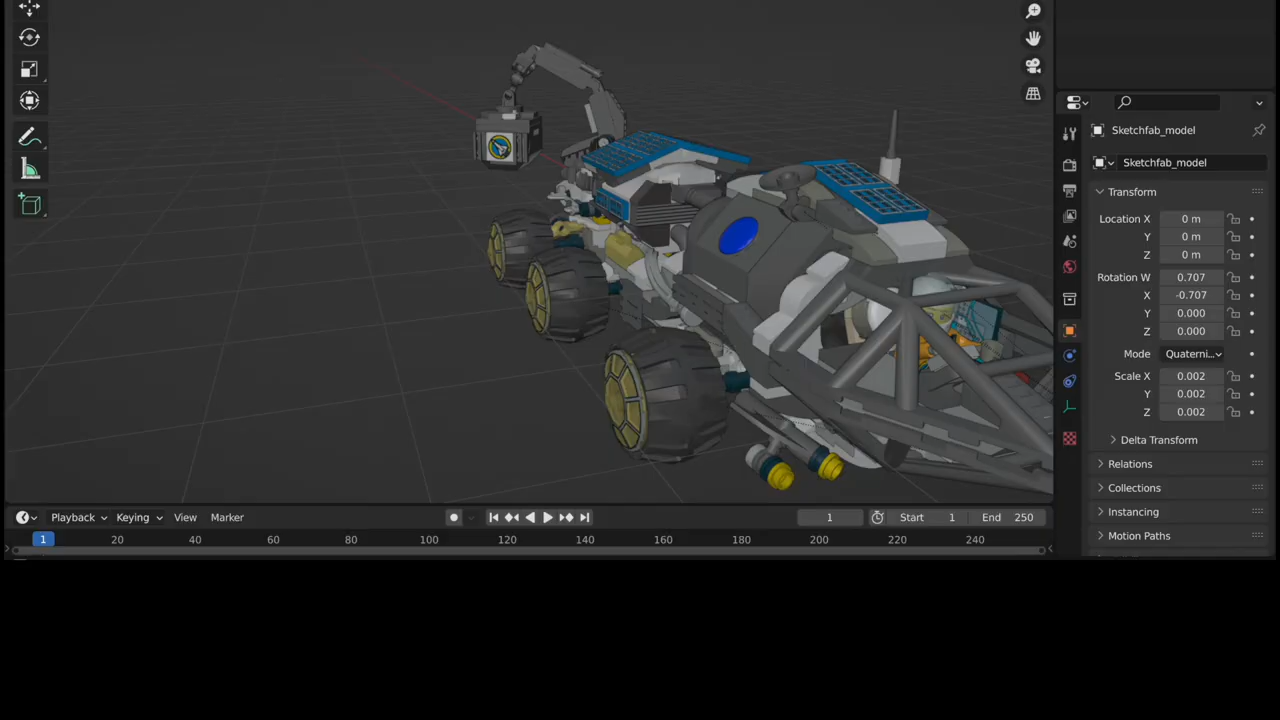 Sketchfab_model
Sketchfab_model
Transform
Location X 0 m
Y 0 m
Z 0 m
Rotation W 0.707
X -0.707
Y 0.000
Z 0.000
Mode Quaterni...
Scale X 0.002
Y 0.002
Z 0.002
Delta Transform
Relations
Collections
Instancing
Motion Paths
Playback Keying View Marker 1 Start 1 End 250
1 20 40 60 80 100 120 140 160 180 200 220 240